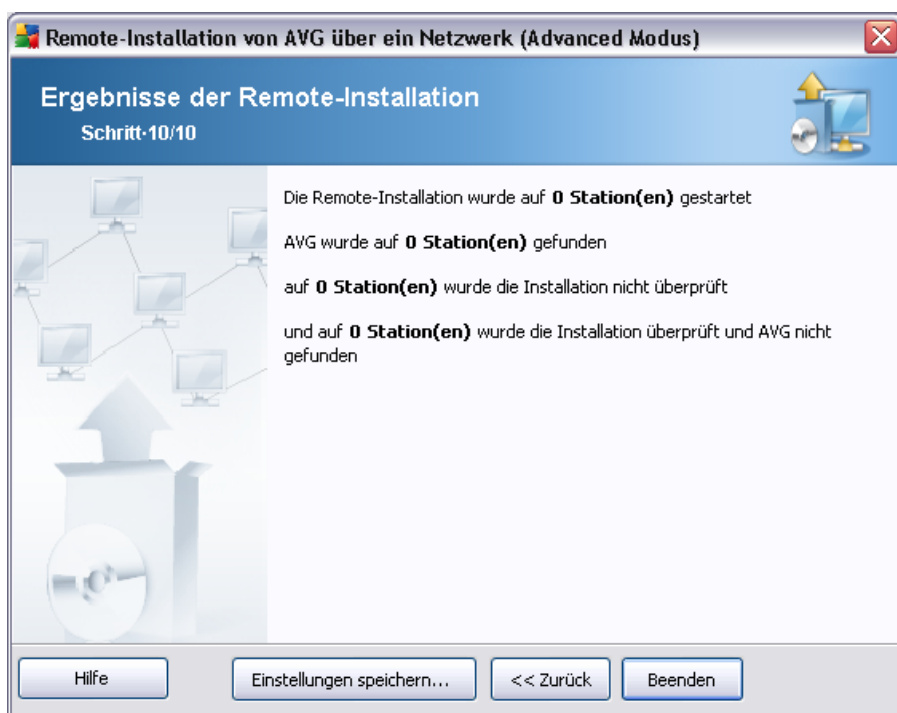 Remote-Installation von AVG über ein Netzwerk (Advanced Modus)
Ergebnisse der Remote-Installation
Schritt·10/10
Die Remote-Installation wurde auf 0 Station(en) gestartet
AVG wurde auf 0 Station(en) gefunden
auf 0 Station(en) wurde die Installation nicht überprüft
und auf 0 Station(en) wurde die Installation überprüft und AVG nicht
gefunden
Hilfe
Einstellungen speichern...
<< Zurück
Beenden